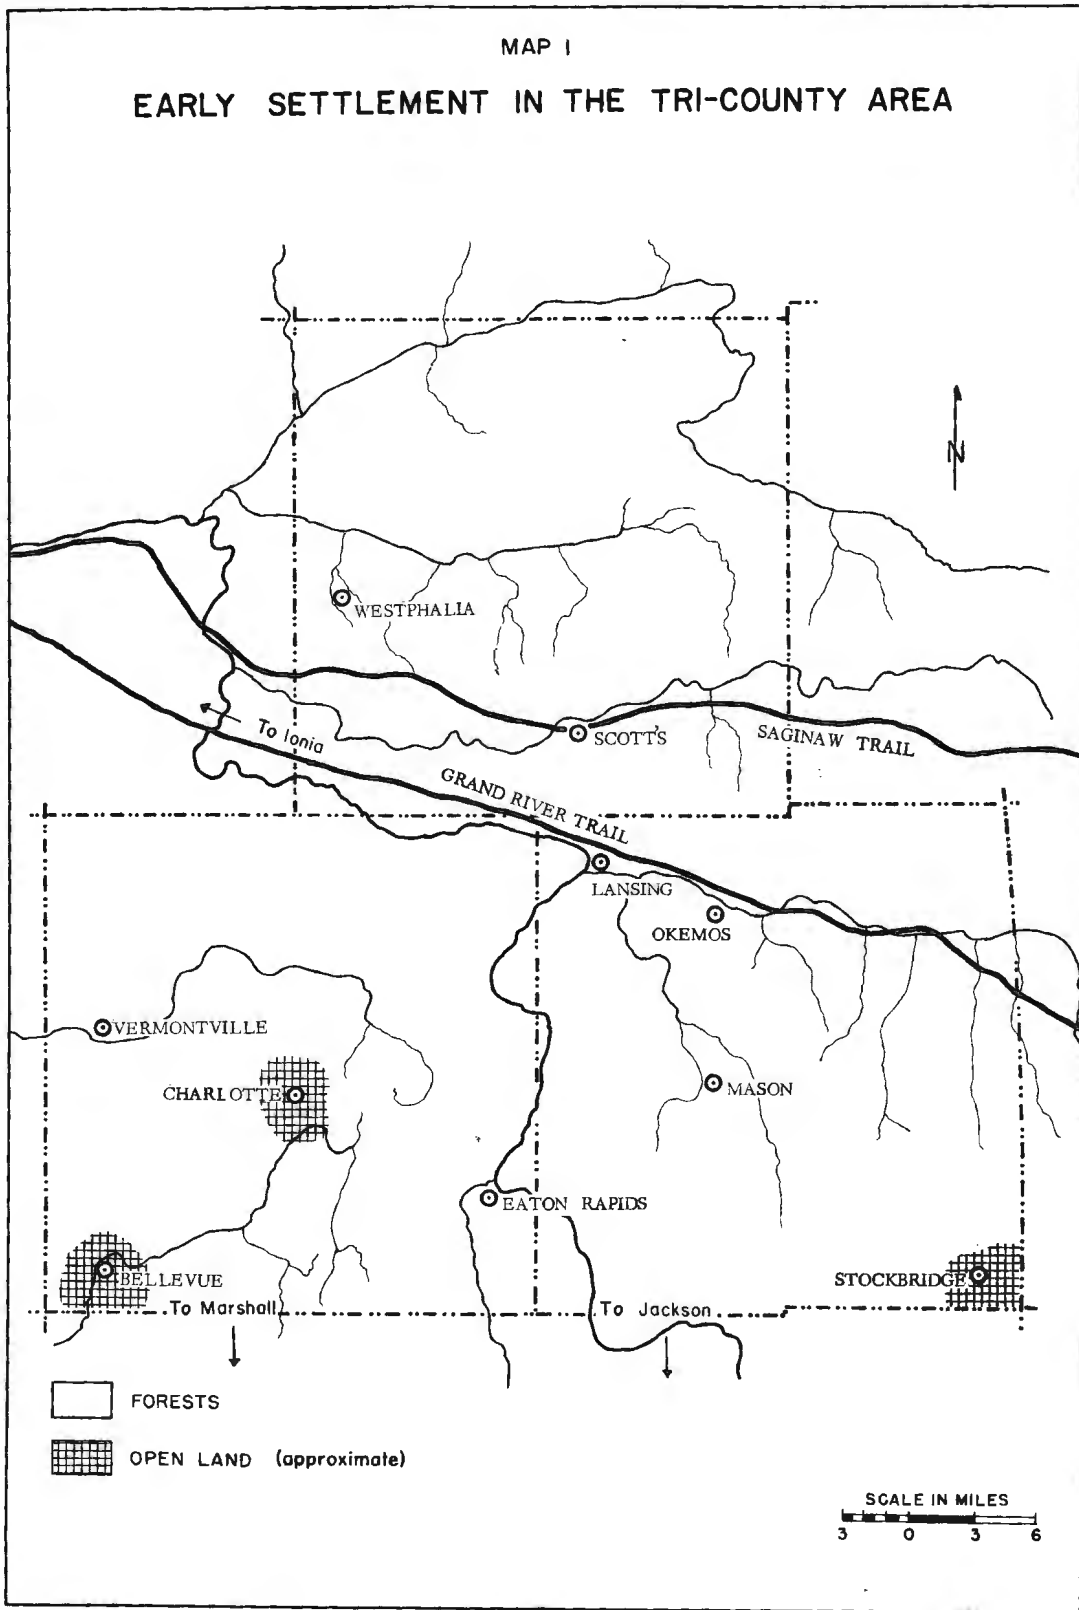 MAP 1
EARLY SETTLEMENT IN THE TRI-COUNTY AREA
N
WESTPHALIA
To Ionia
SCOTT'S
SAGINAW TRAIL
GRAND RIVER TRAIL
LANSING
OKEMOS
VERMONTVILLE
CHARLOTTE
MASON
EATON RAPIDS
BELLEVUE
STOCKBRIDGE
To Marshall
To Jackson
FORESTS
OPEN LAND (approximate)
SCALE IN MILES
3 0 3 6